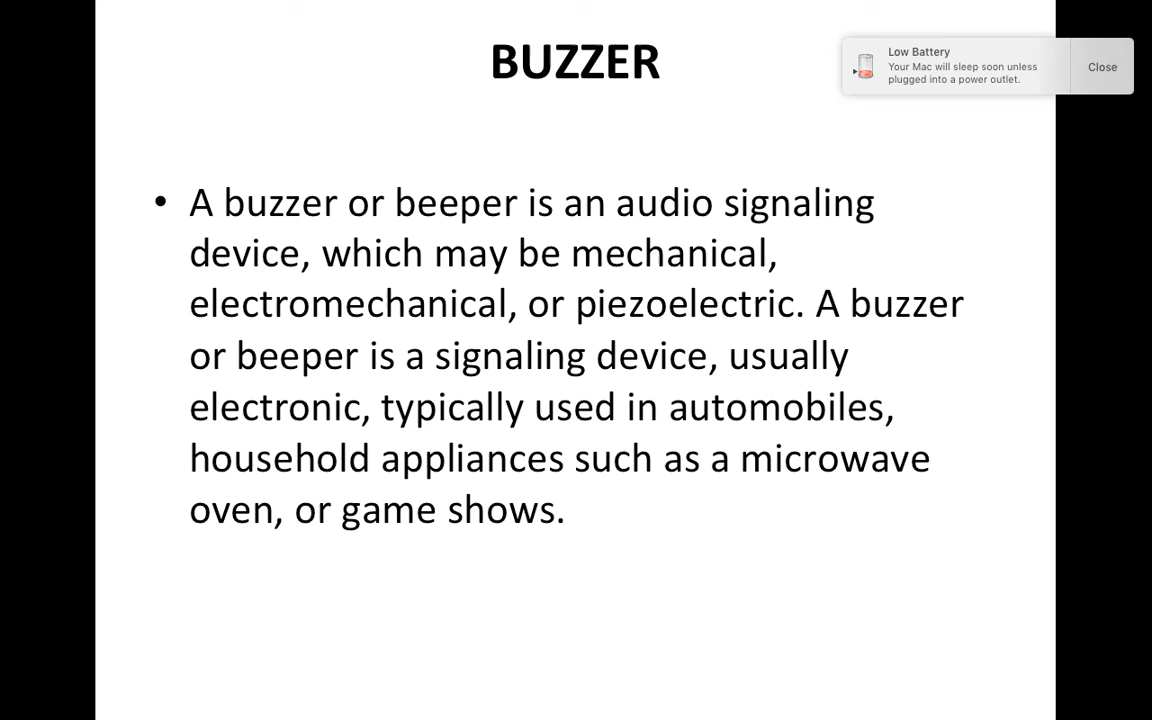 BUZZER
Low Battery
Your Mac will sleep soon unless
plugged into a power outlet.
Close
• A buzzer or beeper is an audio signaling
device, which may be mechanical,
electromechanical, or piezoelectric. A buzzer
or beeper is a signaling device, usually
electronic, typically used in automobiles,
household appliances such as a microwave
oven, or game shows.